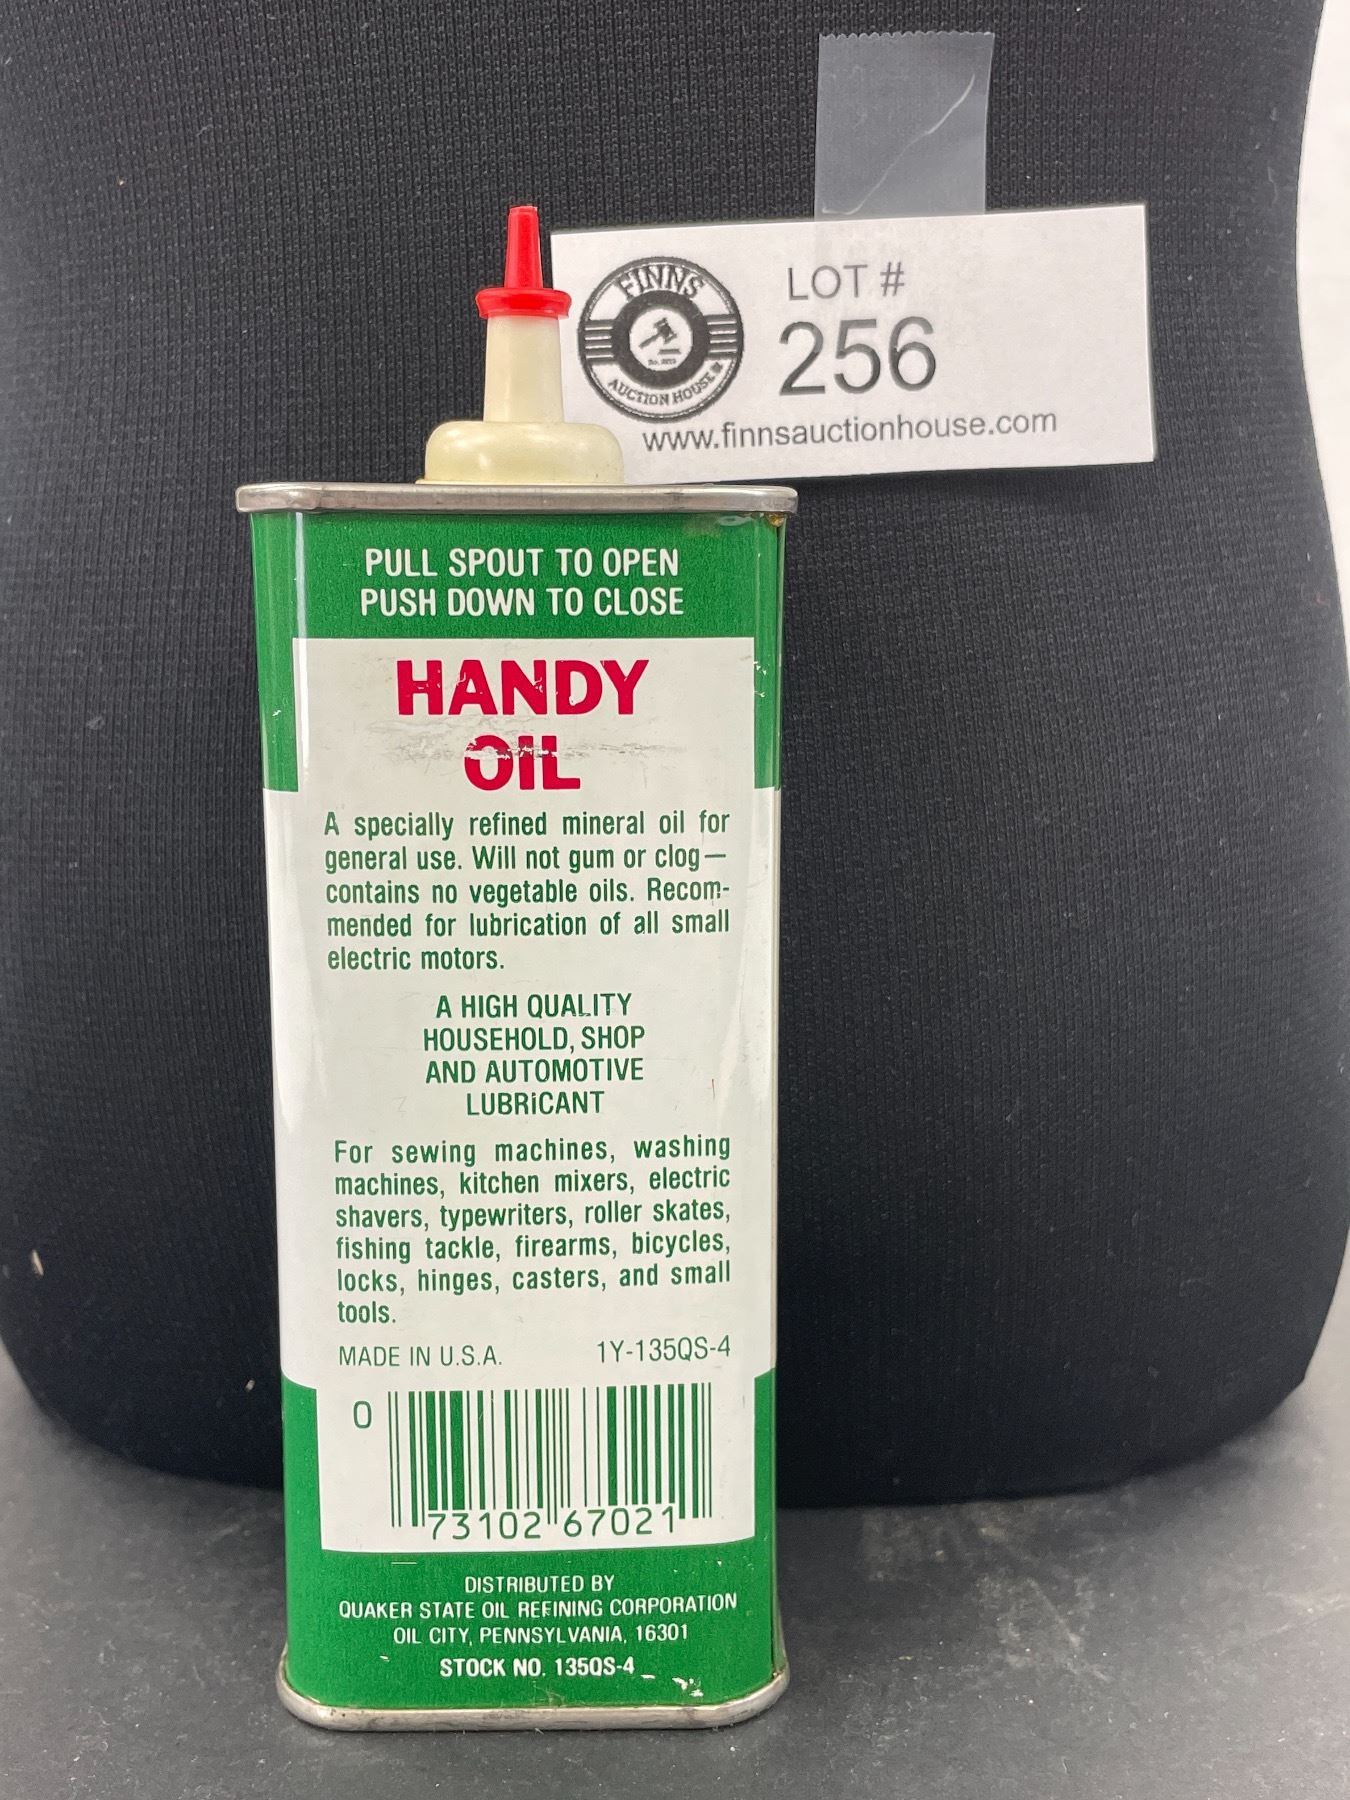 FINNS
AUCTION HOUSE
LOT #
256
www.finnsauctionhouse.com
PULL SPOUT TO OPEN
PUSH DOWN TO CLOSE
HANDY
OIL
A specially refined mineral oil for
general use. Will not gum or clog—
contains no vegetable oils. Recom-
mended for lubrication of all small
electric motors.
A HIGH QUALITY
HOUSEHOLD, SHOP
AND AUTOMOTIVE
LUBRiCANT
For sewing machines, washing
machines, kitchen mixers, electric
shavers, typewriters, roller skates,
fishing tackle, firearms, bicycles,
locks, hinges, casters, and small
tools.
MADE IN U.S.A. 1Y-135QS-4
0
73102 67021
DISTRIBUTED BY
QUAKER STATE OIL REFINING CORPORATION
OIL CITY, PENNSYLVANIA, 16301
STOCK NO. 135QS-4